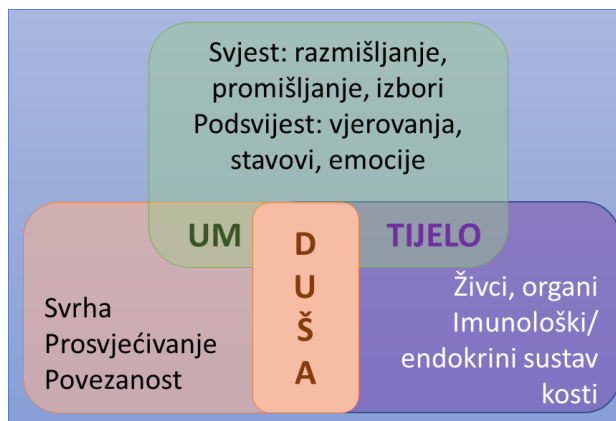 Svjest: razmišljanje,
promišljanje, izbori
Podsvijest: vjerovanja,
stavovi, emocije
UM
TIJELO
D
U
Š
A
Svrha
Prosvjećivanje
Povezanost
Živci, organi
Imunološki/
endokrini sustav
kosti